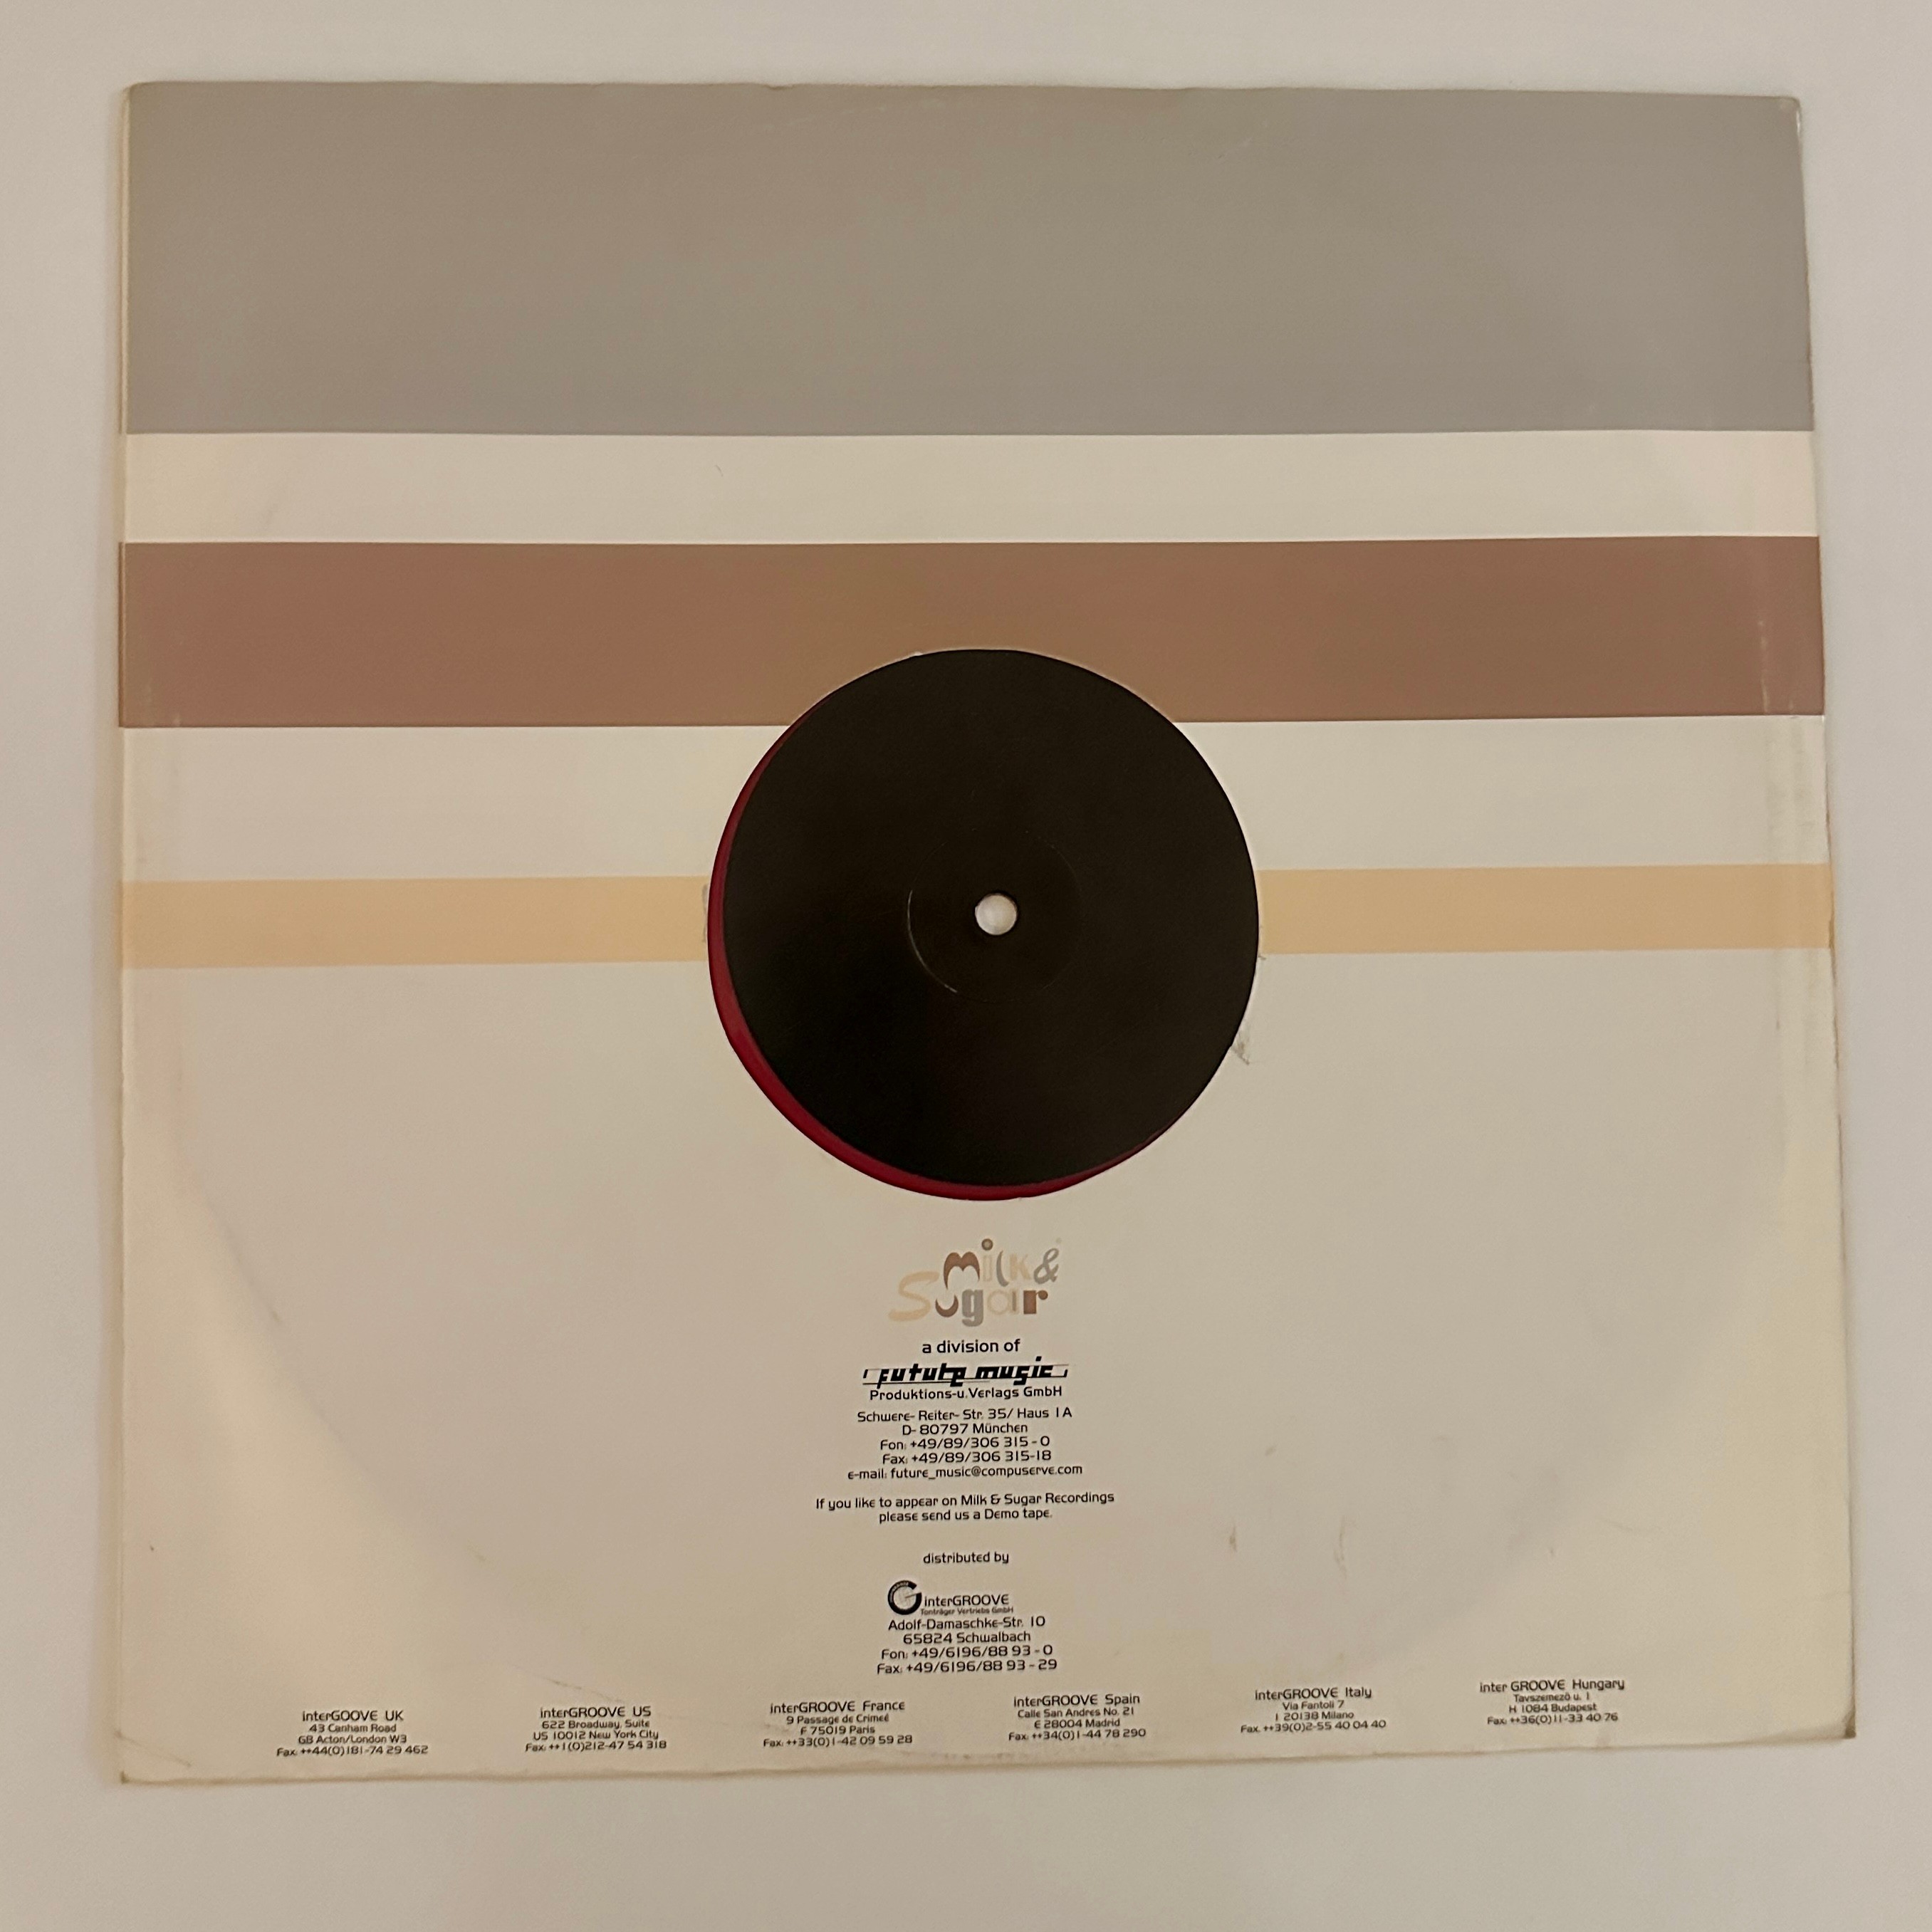 Milk &
Sugar
a division of
future music
Produktions-u.Verlags GmbH
Schwere-Reiter-Str. 35/ Haus 1A
D-80797 München
Fon: +49/89/306 315-0
Fax: +49/89/306 315-18
e-mail: future_music@compuserve.com
If you like to appear on Milk & Sugar Recordings
please send us a Demo tape.
distributed by
interGROOVE
Tonträger Vertriebs GmbH
Adolf-Damaschke-Str. 10
65824 Schwalbach
Fon: +49/6196/88 93-0
Fax: +49/6196/88 93-29
interGOOVE UK
43 Canham Road
GB Acton/London W3
Fax: ++44(0)181-74 29 462
interGROOVE US
622 Broadway, Suite
US 10012 New York City
Fax: ++1(0)212-47 54 318
interGROOVE France
9 Passage de Crimeé
F 75019 Paris
Fax: ++33(0)1-42 09 59 28
interGROOVE Spain
Calle San Andres No. 21
E 28004 Madrid
Fax: ++34(0)1-44 78 290
interGROOVE Italy
Via Fantoli 7
I 20138 Milano
Fax. ++39(0)2-55 40 04 40
inter GROOVE Hungary
Tavszemezö u. 1
H 1084 Budapest
Fax: ++36(0)11-33 40 76